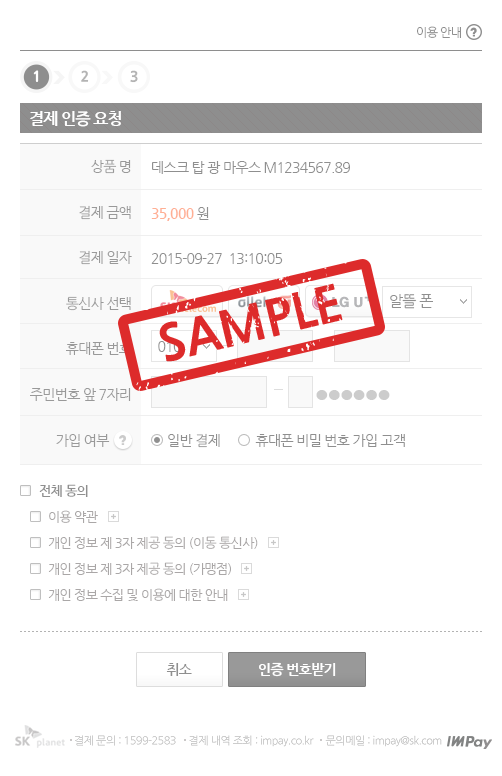 이용 안내 ?
1 2 3
결제 인증 요청
상품 명 데스크 탑 광 마우스 M1234567.89
결제 금액 35,000 원
결제 일자 2015-09-27 13:10:05
통신사 선택 알뜰 폰
SAMPLE
휴대폰 번호 010
주민번호 앞 7자리 — ●●●●●●
가입 여부 ? 일반 결제 휴대폰 비밀 번호 가입 고객
전체 동의
이용 약관
개인 정보 제 3자 제공 동의 (이동 통신사)
개인 정보 제 3자 제공 동의 (가맹점)
개인 정보 수집 및 이용에 대한 안내
취소 인증 번호받기
SK planet · 결제 문의 : 1599-2583 · 결제 내역 조회 : impay.co.kr · 문의메일 : impay@sk.com IMPay